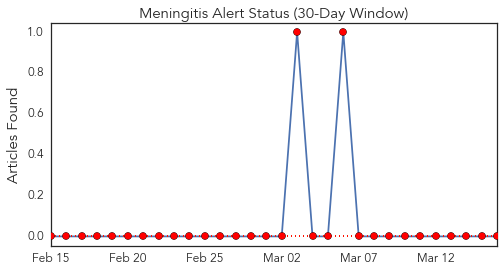 Meningitis Alert Status (30-Day Window)
Articles Found
1.0
0.8
0.6
0.4
0.2
0.0
Feb 15 Feb 20 Feb 25 Mar 02 Mar 07 Mar 12